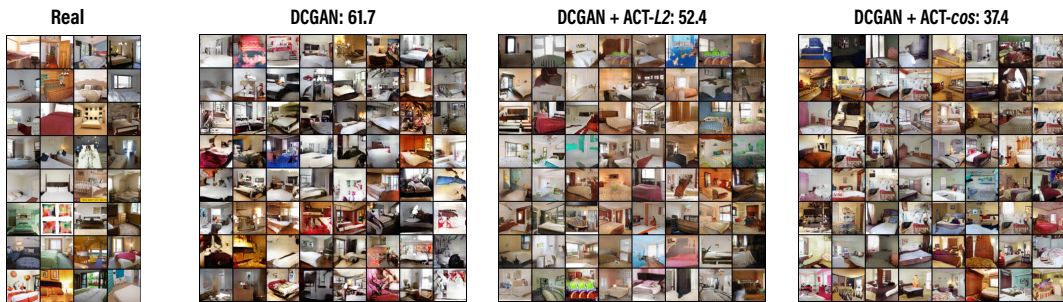 Real
DCGAN: 61.7
DCGAN + ACT-L2: 52.4
DCGAN + ACT-cos: 37.4